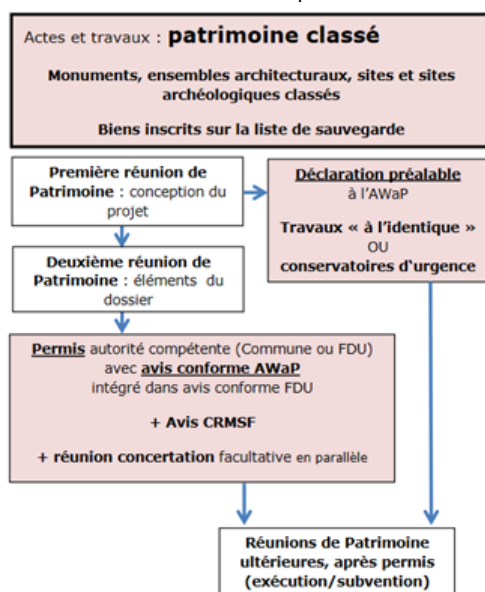 Actes et travaux : patrimoine classé
Monuments, ensembles architecturaux, sites et sites
archéologiques classés
Biens inscrits sur la liste de sauvegarde
Première réunion de
Patrimoine : conception du
projet
Déclaration préalable
à l'AWaP
Travaux « à l'identique »
OU
conservatoires d'urgence
Deuxième réunion de
Patrimoine : éléments du
dossier
Permis autorité compétente (Commune ou FDU)
avec avis conforme AWaP
intégré dans avis conforme FDU
+ Avis CRMSF
+ réunion concertation facultative en parallèle
Réunions de Patrimoine
ultérieures, après permis
(exécution/subvention)